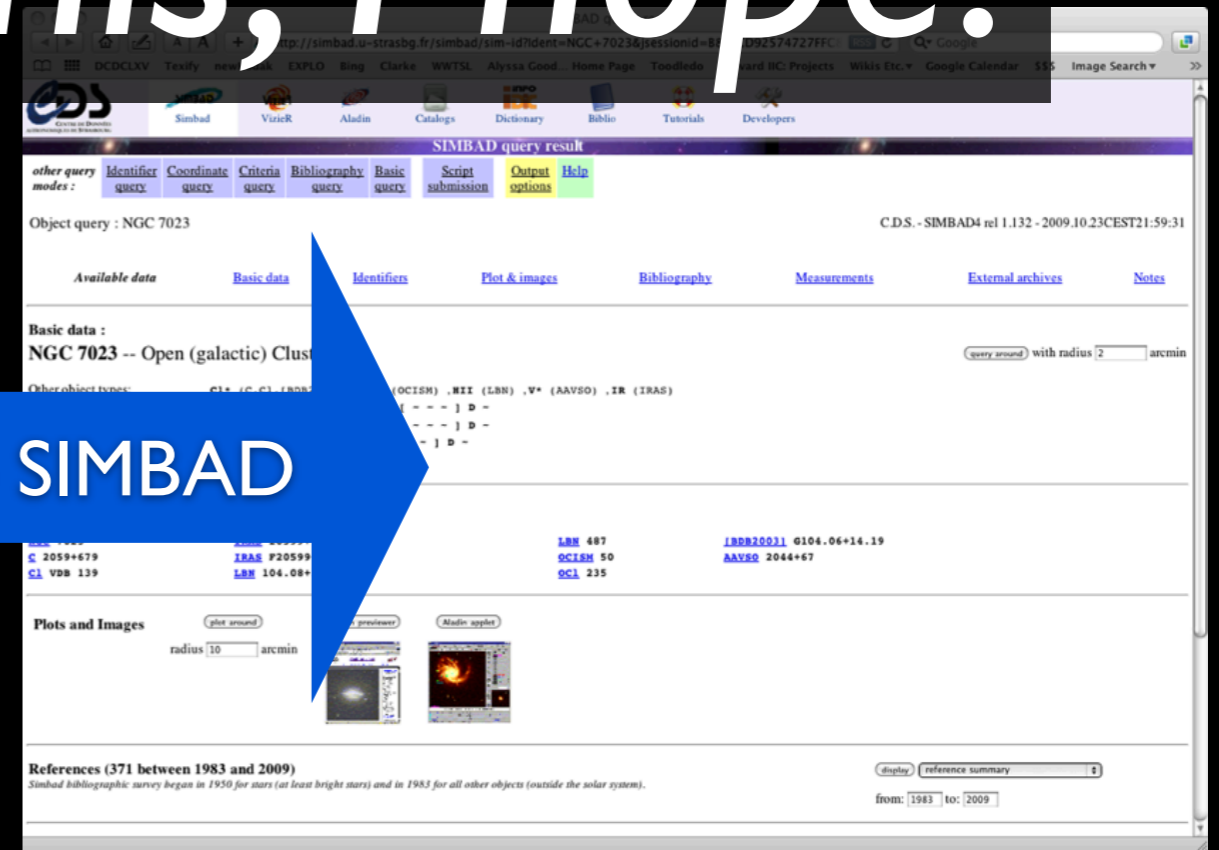 this, I hope.
http://simbad.u-strasbg.fr/simbad/sim-id?Ident=NGC+7023&jsessionid=
Google
DCDCLXV Texify EXPLO Bing Clarke WWTSL Alyssa Good... Home Page Toodledo IIC: Projects Wikis Etc. Google Calendar $$$ Image Search
CDS
Simbad VizieR Aladin Catalogs Dictionary Biblio Tutorials Developers
SIMBAD query result
other query modes : Identifier query Coordinate query Criteria query Bibliography query Basic query Script submission Output options Help
Object query : NGC 7023 C.D.S. - SIMBAD4 rel 1.132 - 2009.10.23CEST21:59:31
Available data Basic data Identifiers Plot & images Bibliography Measurements External archives Notes
Basic data :
NGC 7023 -- Open (galactic) Clust query around with radius 2 arcmin
Other object types: (OCISM) ,HII (LBN) ,V* (AAVSO) ,IR (IRAS)
[ ~ ~ ~ ] D ~
~ ~ ] D ~
~ ] D ~
SIMBAD
LBN 487 [BDB2003] G104.06+14.19
C 2059+679 IRAS F20599 OCISM 50 AAVSO 2044+67
Cl VDB 139 LBN 104.08+ OCl 235
Plots and Images plot around previewer Aladin applet
radius 10 arcmin
References (371 between 1983 and 2009) display reference summary
Simbad bibliographic survey began in 1950 for stars (at least bright stars) and in 1983 for all other objects (outside the solar system).
from: 1983 to: 2009